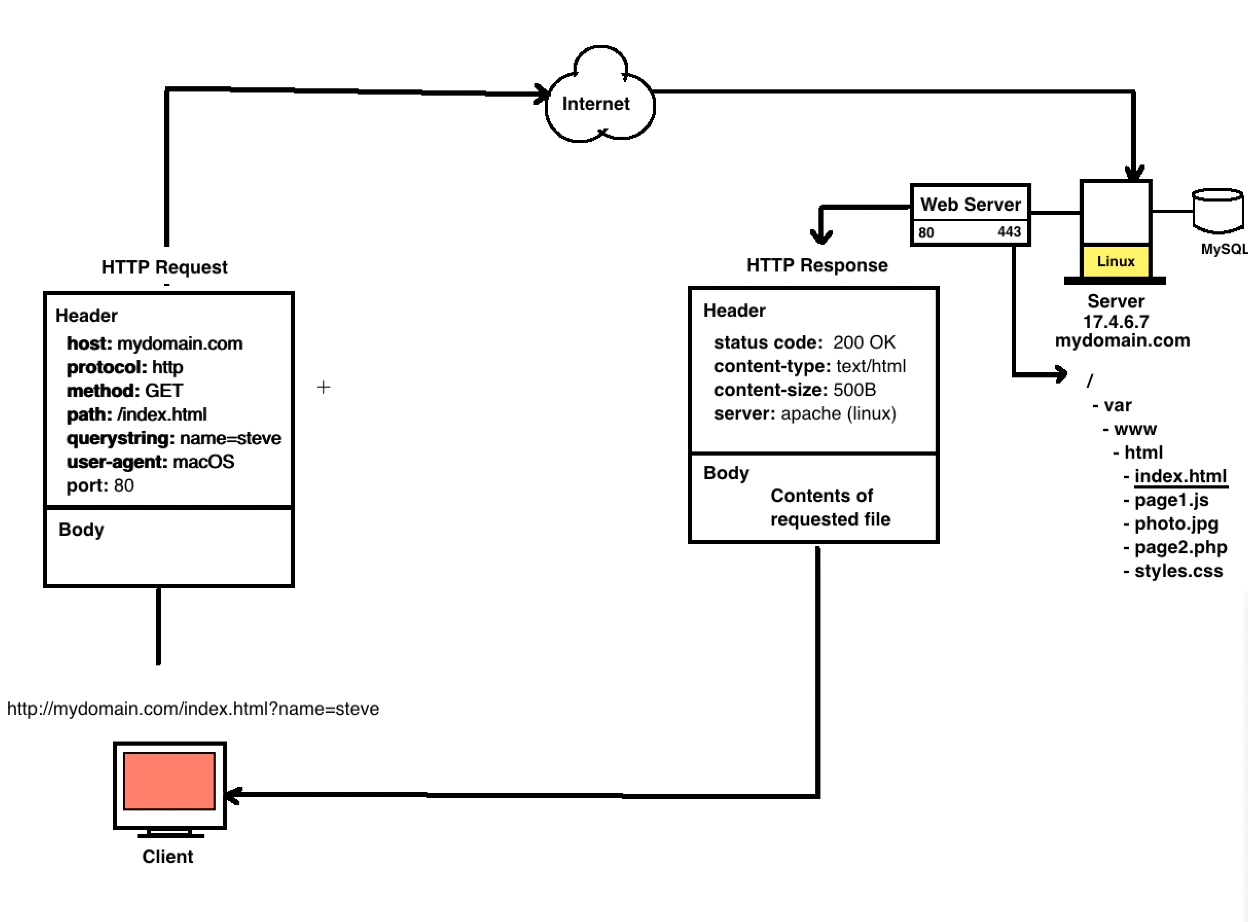 Internet
HTTP Request
-
Header
host: mydomain.com
protocol: http
method: GET
path: /index.html
querystring: name=steve
user-agent: macOS
port: 80
Body
http://mydomain.com/index.html?name=steve
Client
HTTP Response
Header
status code: 200 OK
content-type: text/html
content-size: 500B
server: apache (linux)
Body
Contents of
requested file
Web Server
80 443
Linux
MySQL
Server
17.4.6.7
mydomain.com
/
- var
- www
- html
- index.html
- page1.js
- photo.jpg
- page2.php
- styles.css